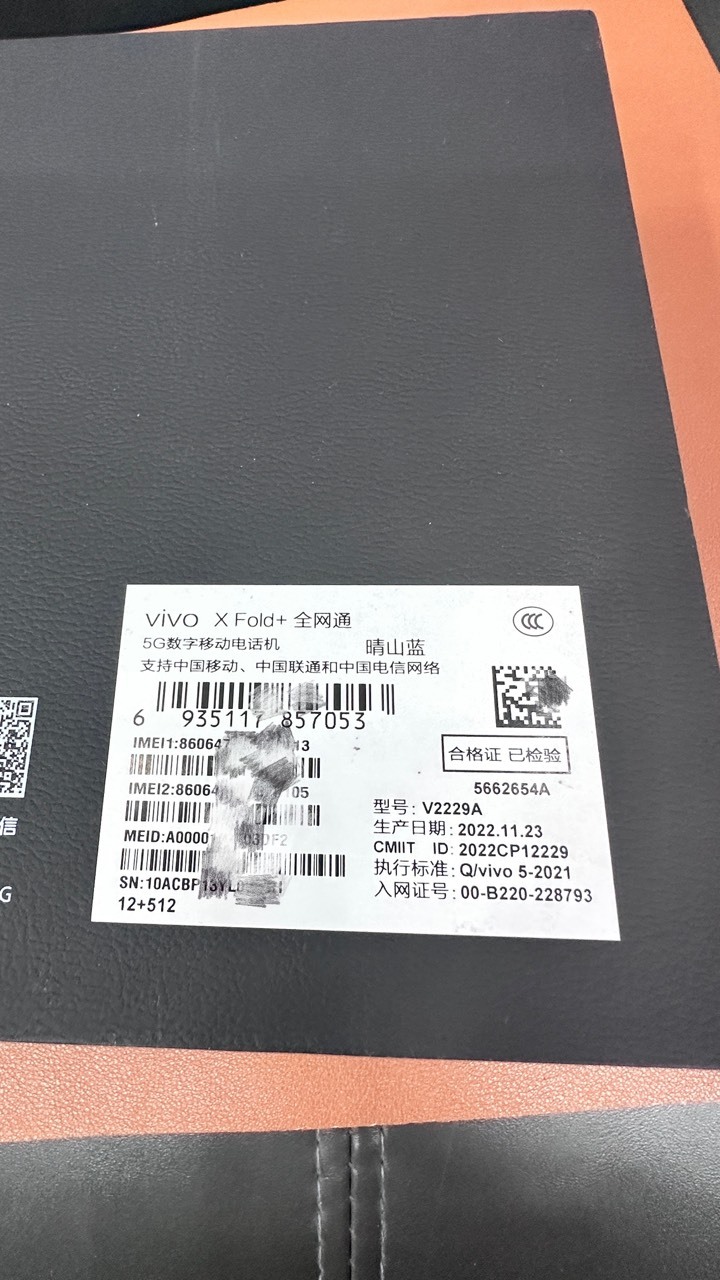 vivo X Fold+ 全网通
5G数字移动电话机 晴山蓝
支持中国移动、中国联通和中国电信网络
6 935117 857053
IMEI1:86064 13
IMEI2:86064 05
MEID:A0000 03DF2
SN:10ACBP13YL
12+512
合格证 已检验
5662654A
型号: V2229A
生产日期: 2022.11.23
CMIIT ID: 2022CP12229
执行标准: Q/vivo 5-2021
入网证号: 00-B220-228793
信
G